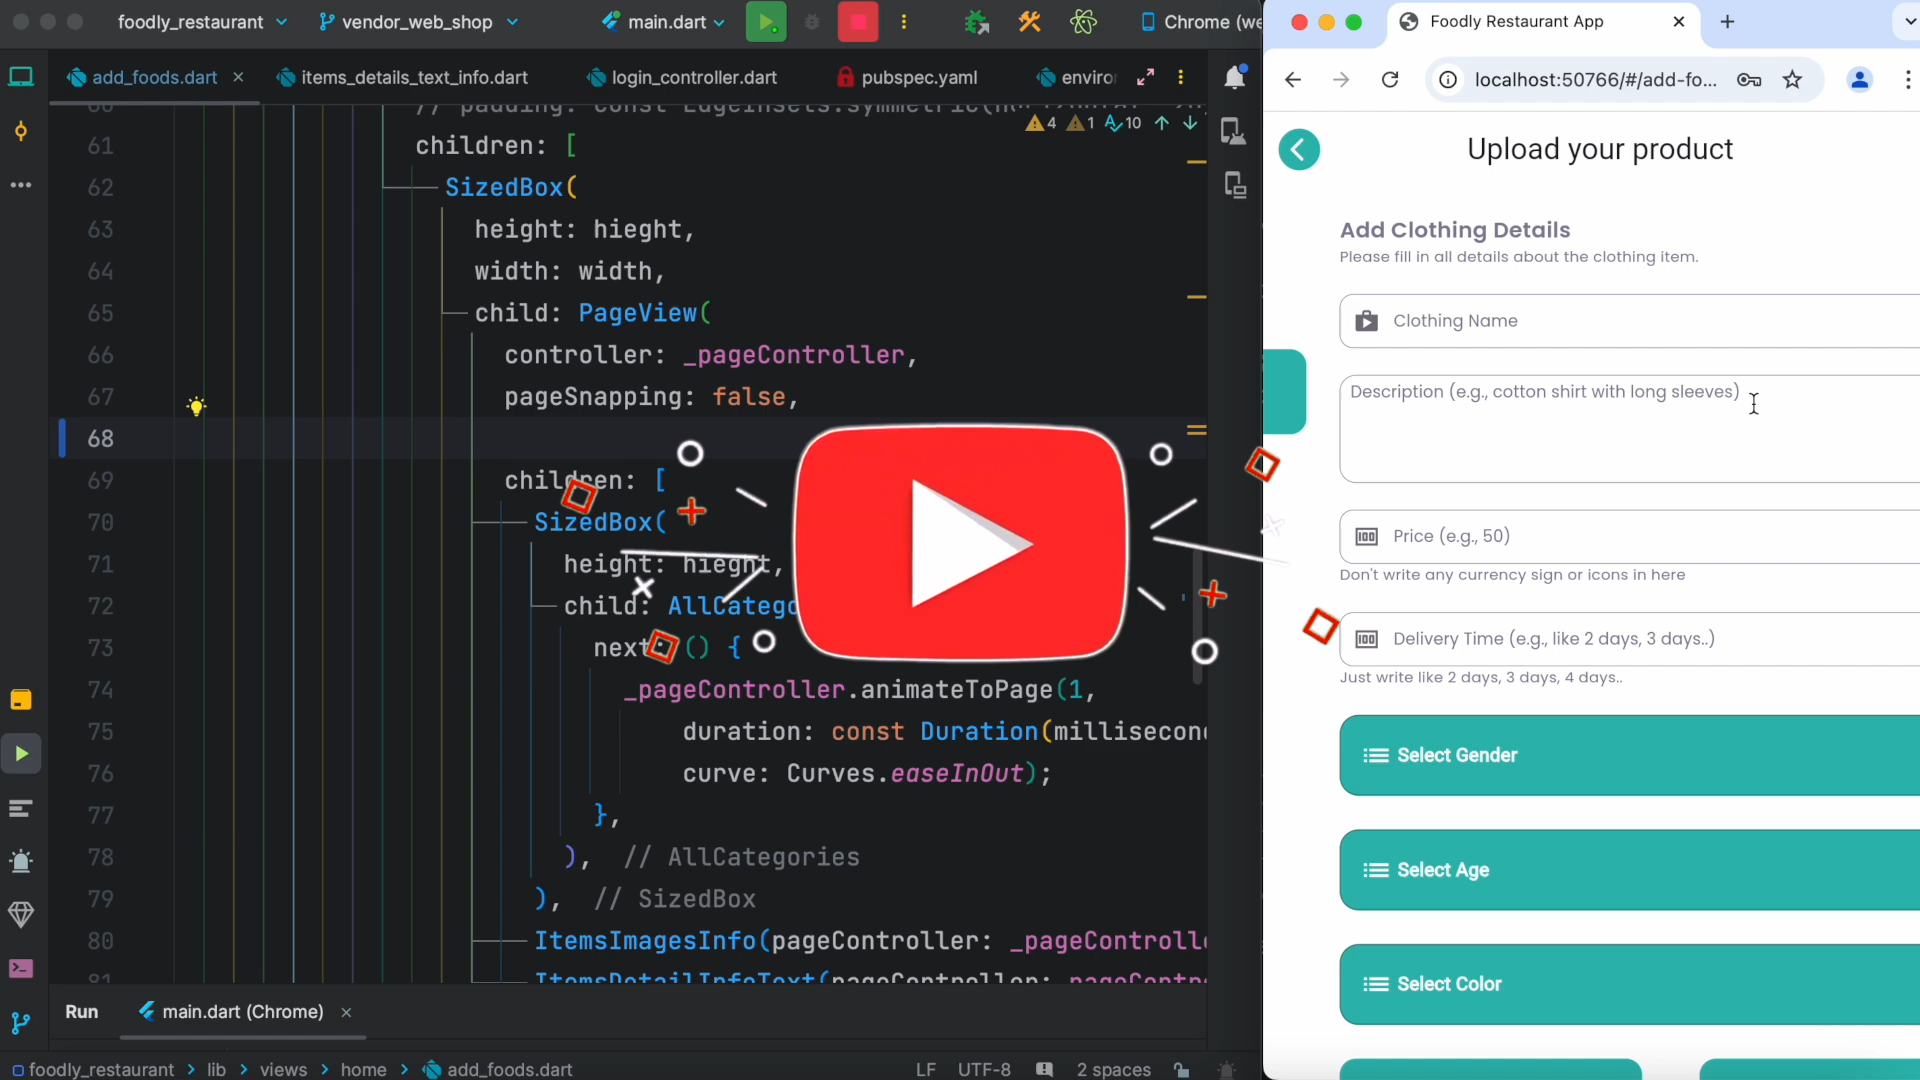 foodly_restaurant
vendor_web_shop
main.dart
Chrome (we
add_foods.dart
items_details_text_info.dart
login_controller.dart
pubspec.yaml
enviro
4
1
10
61 children: [
62 SizedBox(
63 height: hieght,
64 width: width,
65 child: PageView(
66 controller: _pageController,
67 pageSnapping: false,
68
69 children: [
70 SizedBox(
71 height: hieght,
72 child: AllCatego
73 next: () {
74 _pageController.animateToPage(1,
75 duration: const Duration(millisecon
76 curve: Curves.easeInOut);
77 },
78 ), // AllCategories
79 ), // SizedBox
80 ItemsImagesInfo(pageController: _pageControll
81 ItemsDetailInfoText(pageController: _pageCont
Run
main.dart (Chrome)
foodly_restaurant > lib > views > home > add_foods.dart
LF
UTF-8
2 spaces
Foodly Restaurant App
localhost:50766/#/add-fo...
Upload your product
Add Clothing Details
Please fill in all details about the clothing item.
Clothing Name
Description (e.g., cotton shirt with long sleeves)
Price (e.g., 50)
Don't write any currency sign or icons in here
Delivery Time (e.g., like 2 days, 3 days..)
Just write like 2 days, 3 days, 4 days..
Select Gender
Select Age
Select Color